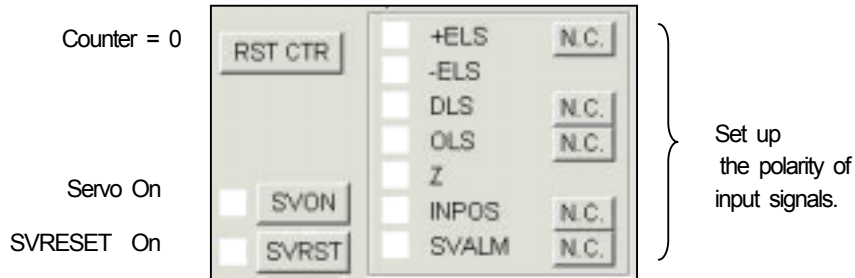 Counter = 0
RST CTR
+ELS N.C.
-ELS
DLS N.C.
OLS N.C.
Z
INPOS N.C.
SVALM N.C.
Servo On
SVON
SVRESET On
SVRST
Set up
the polarity of
input signals.